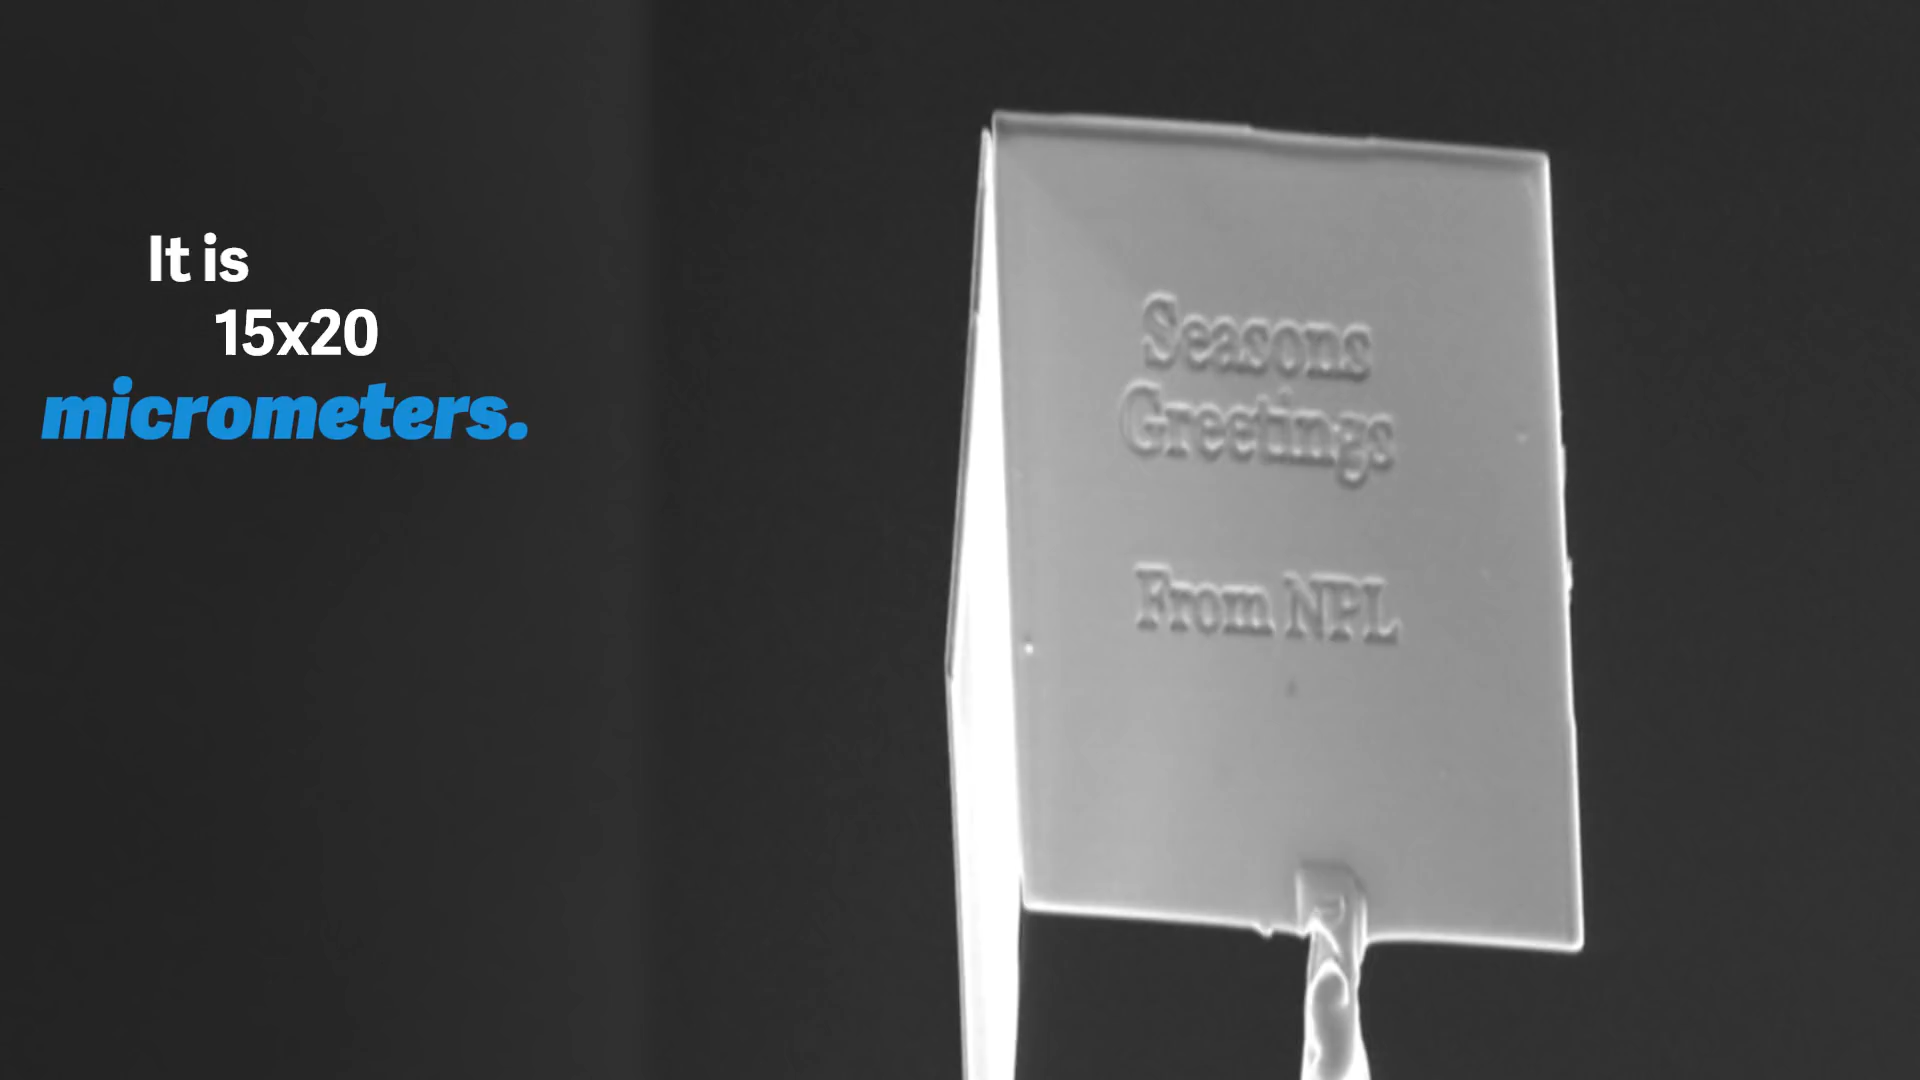 It is
15x20
micrometers.
Seasons
Greetings
From NPL